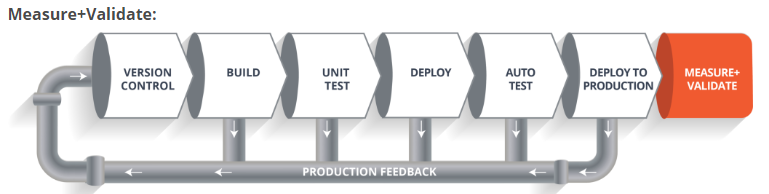 Measure+Validate:
VERSION
CONTROL
BUILD
UNIT
TEST
DEPLOY
AUTO
TEST
DEPLOY TO
PRODUCTION
MEASURE+
VALIDATE
PRODUCTION FEEDBACK